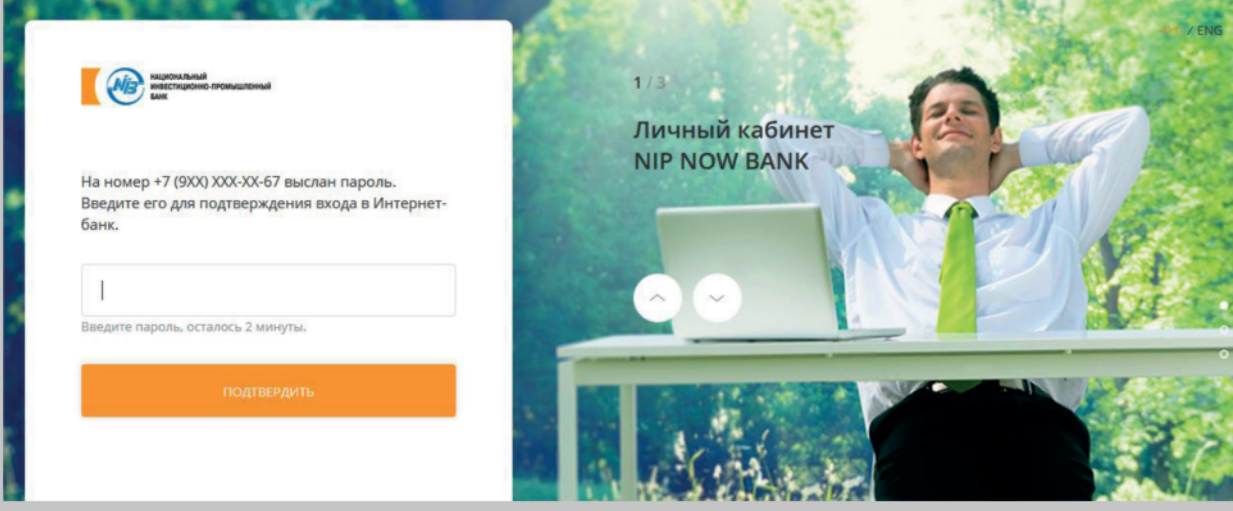 НАЦИОНАЛЬНЫЙ
ИНВЕСТИЦИОННО-ПРОМЫШЛЕННЫЙ
БАНК
NIB
На номер +7 (9XX) XXX-XX-67 выслан пароль.
Введите его для подтверждения входа в Интернет-
банк.
Введите пароль, осталось 2 минуты.
ПОДТВЕРДИТЬ
/ ENG
1 / 3
Личный кабинет
NIP NOW BANK